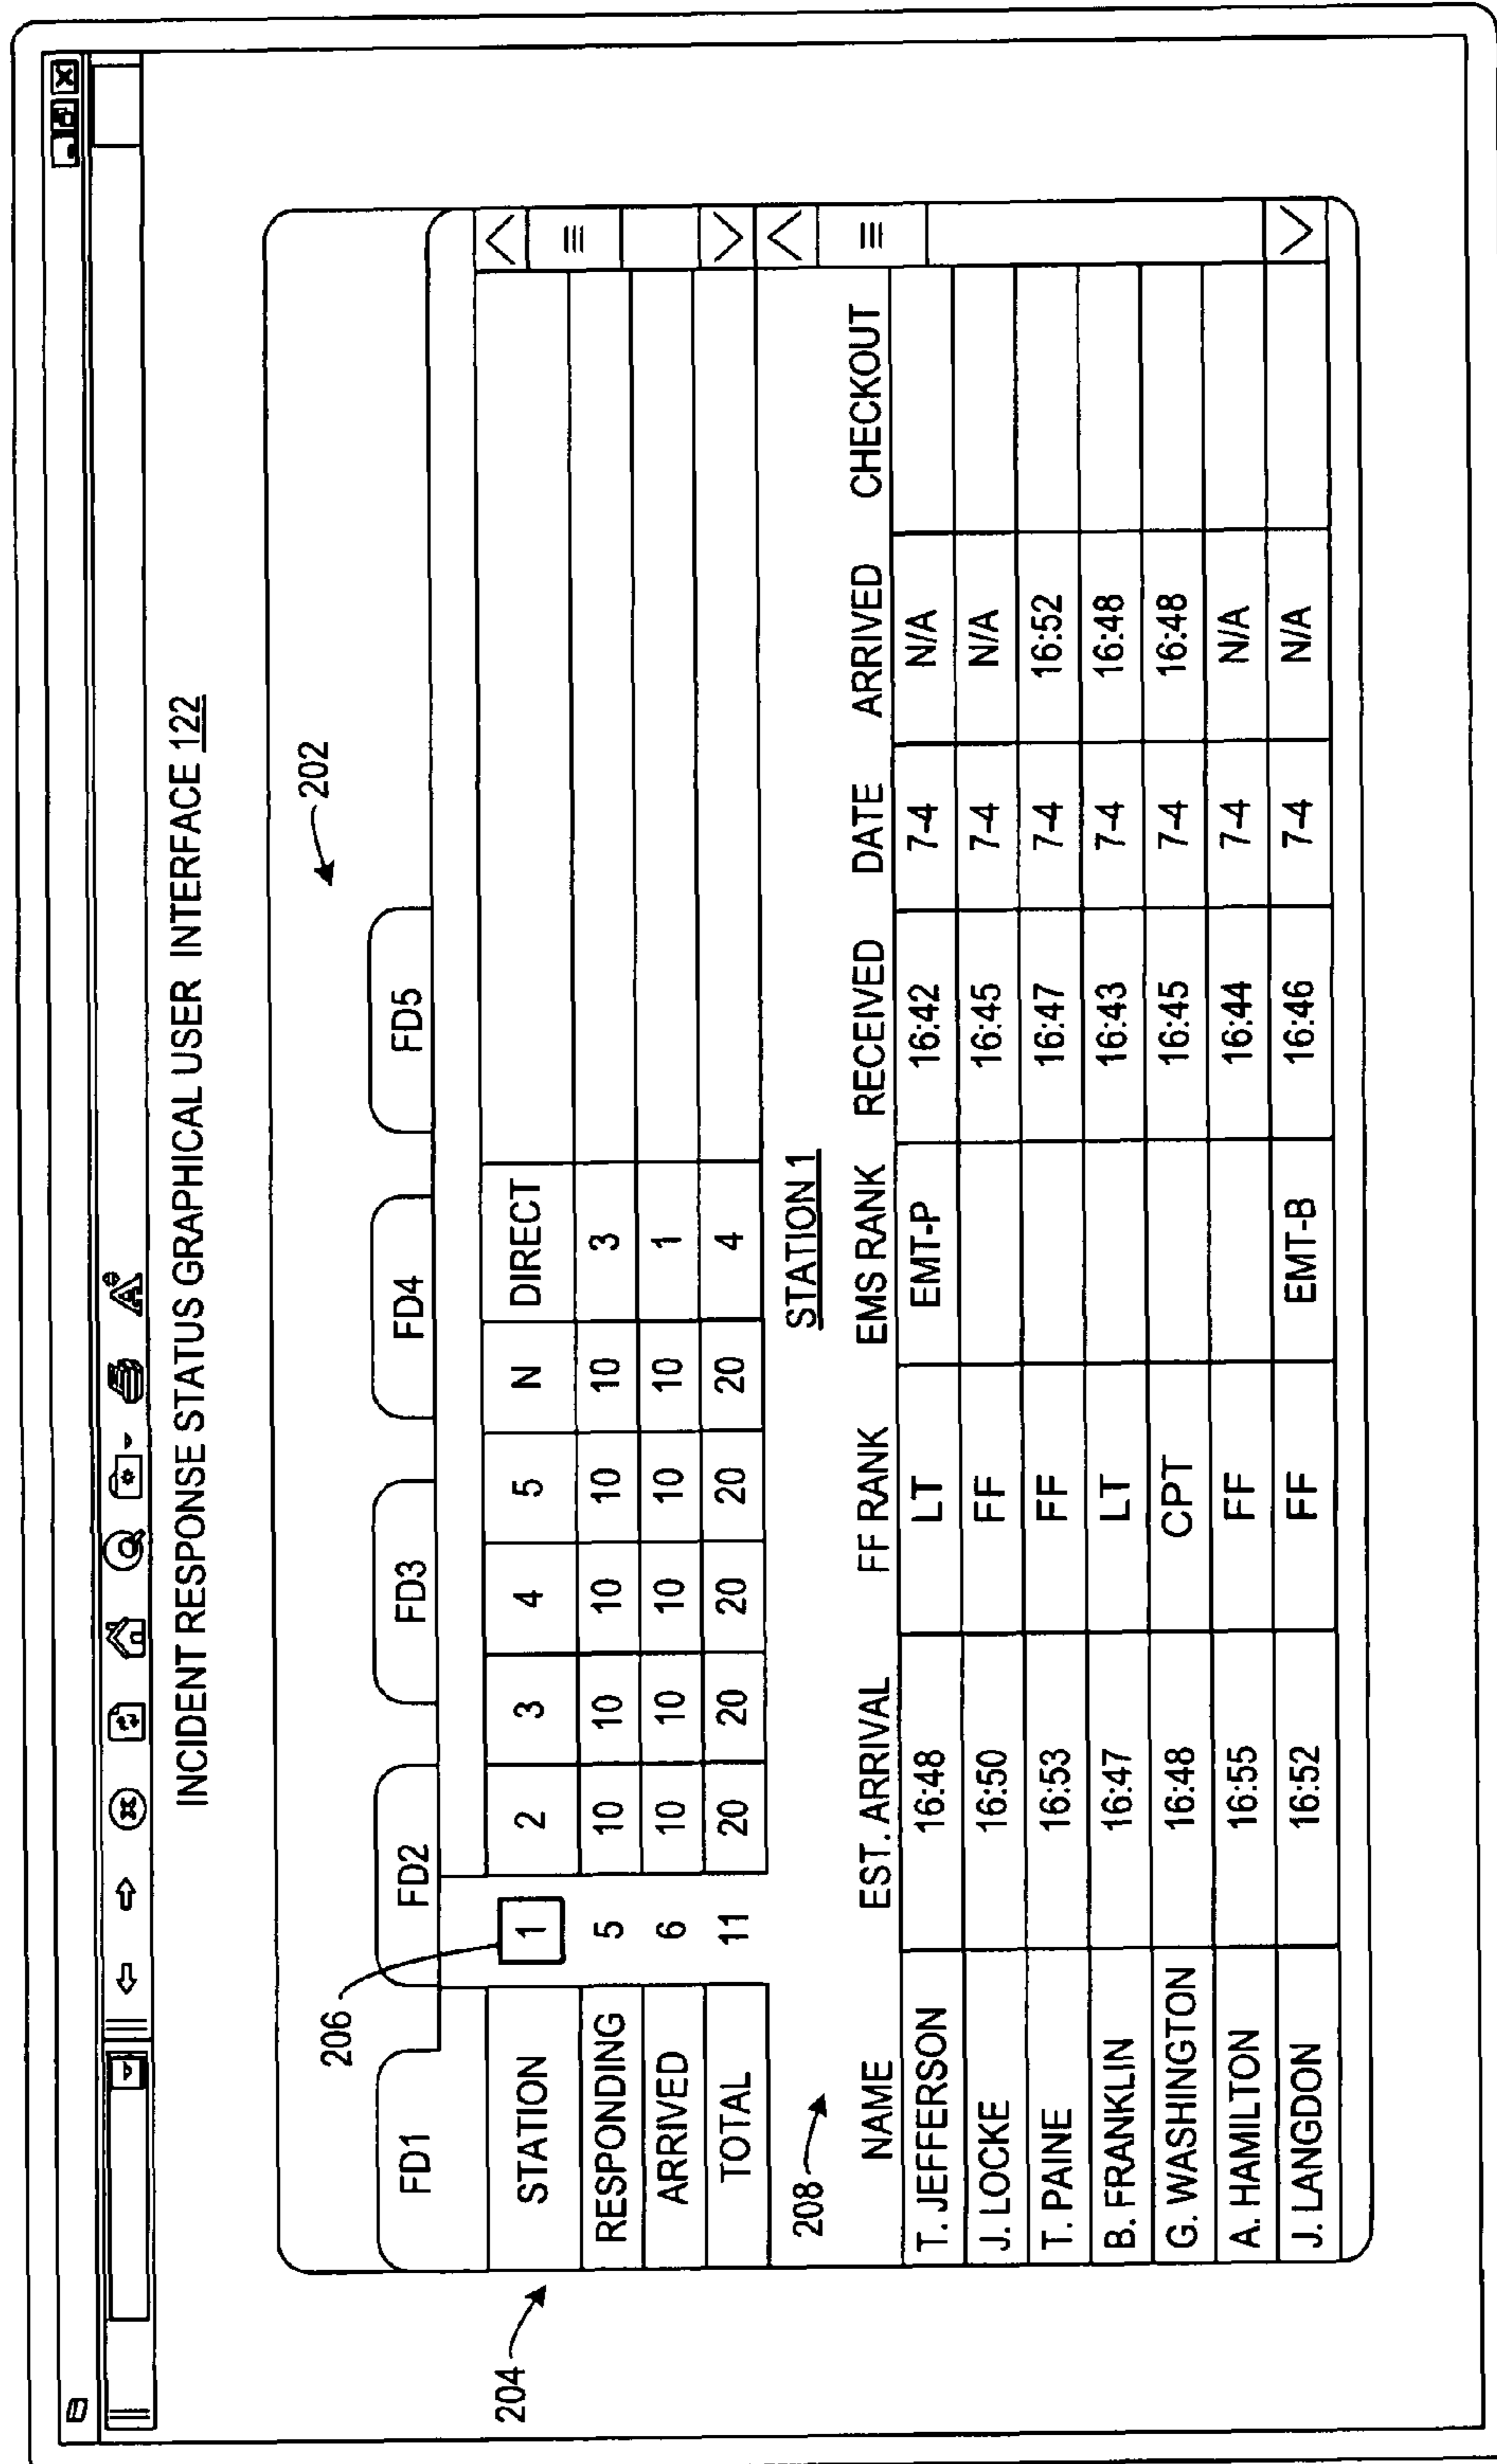 INCIDENT RESPONSE STATUS GRAPHICAL USER INTERFACE 122
202
206
FD1 FD2 FD3 FD4 FD5
204
STATION 1 2 3 4 5 N DIRECT
RESPONDING 5 10 10 10 10 10 3
ARRIVED 6 10 10 10 10 10 1
TOTAL 11 20 20 20 20 20 4
208
STATION 1
NAME EST. ARRIVAL FF RANK EMS RANK RECEIVED DATE ARRIVED CHECKOUT
T. JEFFERSON 16:48 LT EMT-P 16:42 7-4 N/A
J. LOCKE 16:50 FF 16:45 7-4 N/A
T. PAINE 16:53 FF 16:47 7-4 16:52
B. FRANKLIN 16:47 LT 16:43 7-4 16:48
G. WASHINGTON 16:48 CPT 16:45 7-4 16:48
A. HAMILTON 16:55 FF 16:44 7-4 N/A
J. LANGDON 16:52 FF EMT-B 16:46 7-4 N/A